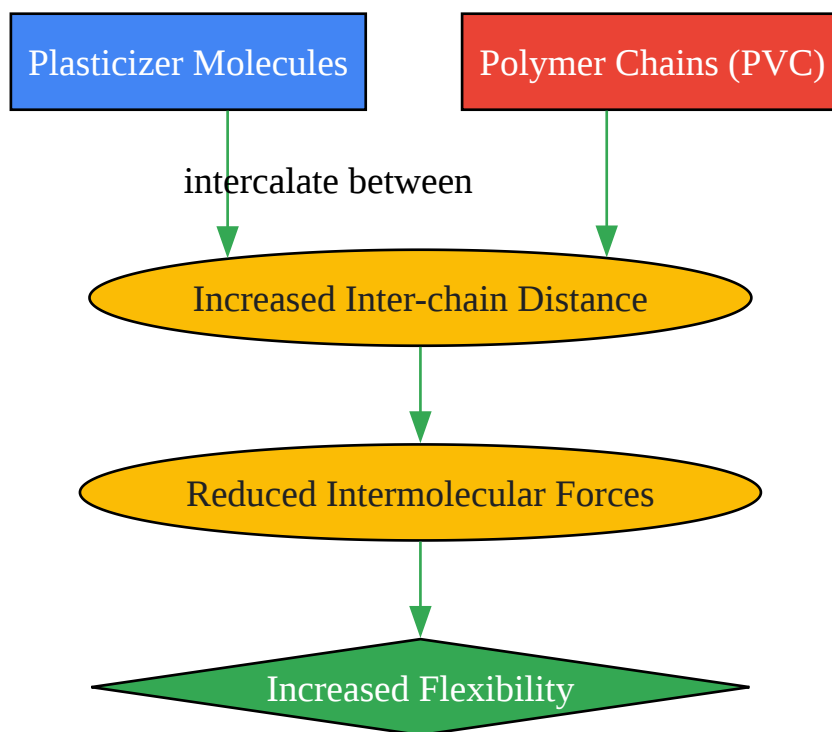 Plasticizer Molecules
Polymer Chains (PVC)
intercalate between
Increased Inter-chain Distance
Reduced Intermolecular Forces
Increased Flexibility